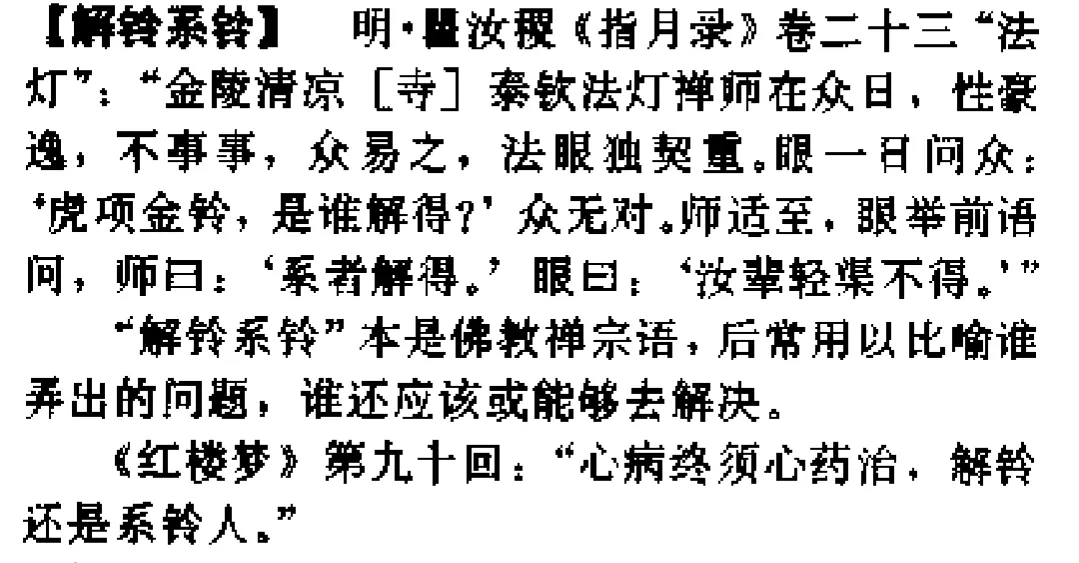 【解铃系铃】 明·瞿汝稷《指月录》卷二十三“法
灯”：“金陵清凉［寺］泰钦法灯禅师在众日，性豪
逸，不事事，众易之，法眼独契重。眼一日问众：
‘虎项金铃，是谁解得？’众无对。师适至，眼举前语
问，师曰：‘系者解得。’眼曰：‘汝辈轻渠不得。’”
“解铃系铃”本是佛教禅宗语，后常用以比喻谁
弄出的问题，谁还应该或能够去解决。
《红楼梦》第九十回：“心病终须心药治，解铃
还是系铃人。”